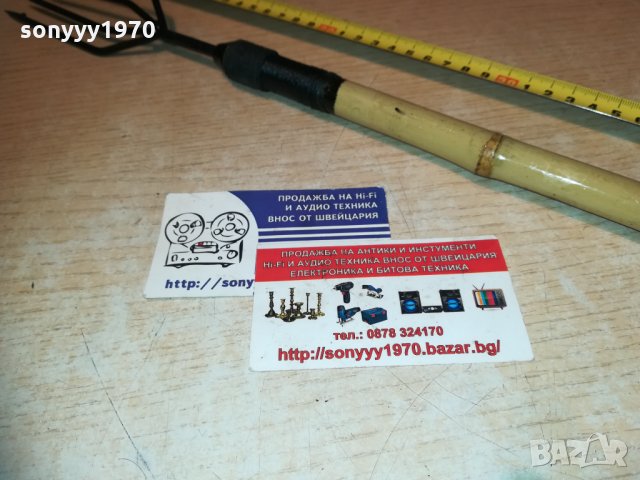 sonyyy1970
ПРОДАЖБА НА Hi-Fi
И АУДИО ТЕХНИКА
ВНОС ОТ ШВЕЙЦАРИЯ
http://sony
ПРОДАЖБА НА АНТИКИ И ИНСТУМЕНТИ
Hi-Fi И АУДИО ТЕХНИКА ВНОС ОТ ШВЕЙЦАРИЯ
ЕЛЕКТРОНИКА И БИТОВА ТЕХНИКА
тел.: 0878 324170
http://sonyyy1970.bazar.bg/
sonyyy1970
BAZAR